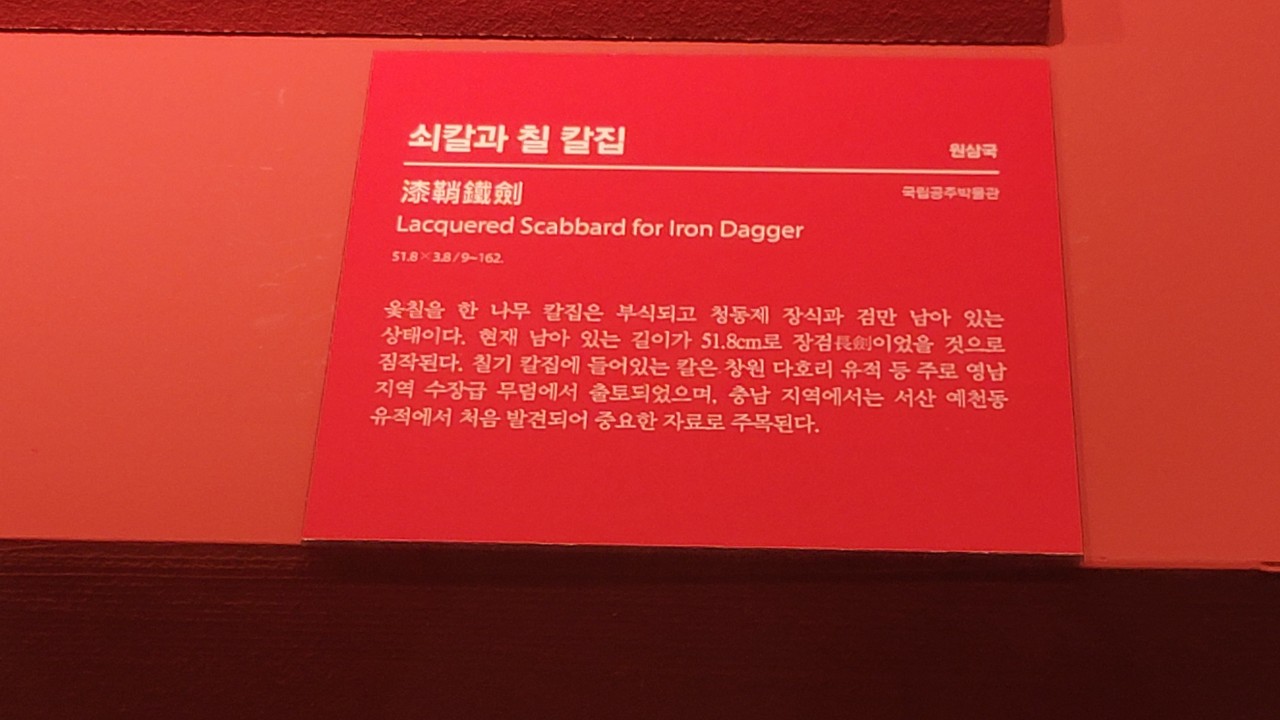 쇠칼과 칠 칼집 원삼국
漆鞘鐵劍 국립공주박물관
Lacquered Scabbard for Iron Dagger
51.8×3.8 / 9~162.
옻칠을 한 나무 칼집은 부식되고 청동제 장식과 검만 남아 있는
상태이다. 현재 남아 있는 길이가 51.8cm로 장검長劍이었을 것으로
짐작된다. 칠기 칼집에 들어있는 칼은 창원 다호리 유적 등 주로 영남
지역 수장급 무덤에서 출토되었으며, 충남 지역에서는 서산 예천동
유적에서 처음 발견되어 중요한 자료로 주목된다.